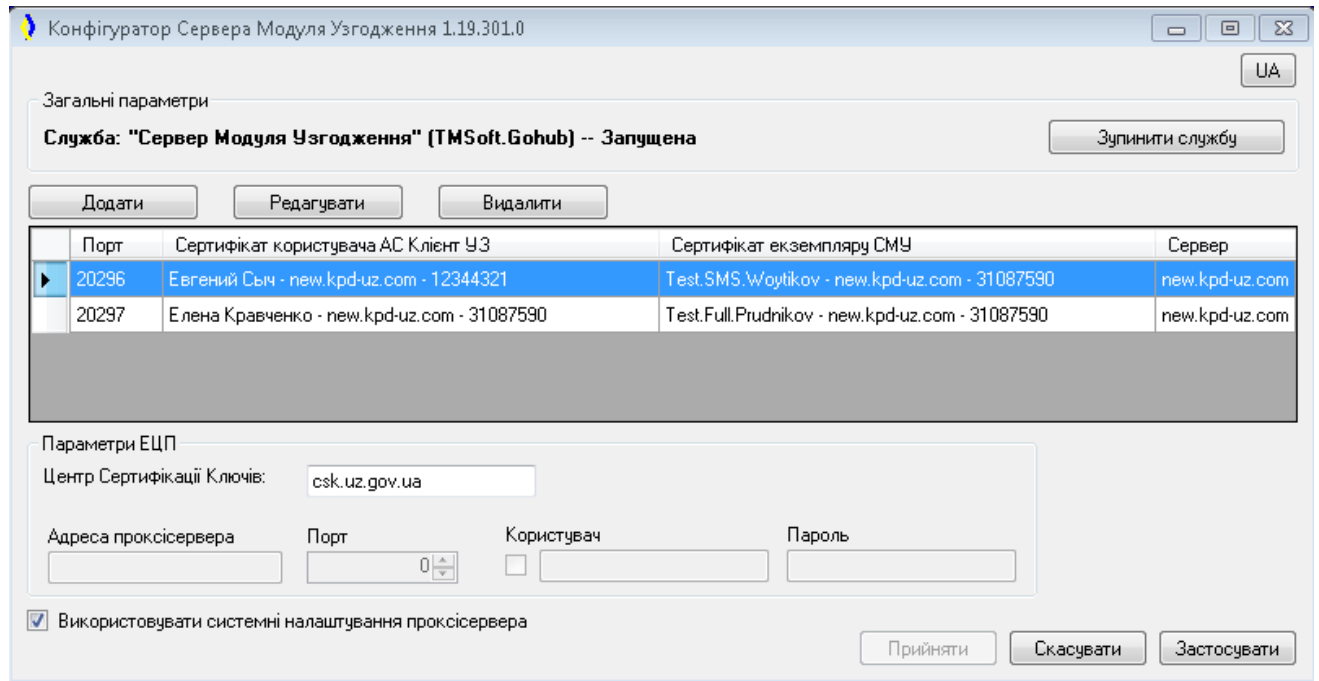 Конфігуратор Сервера Модуля Узгодження 1.19.301.0
UA
Загальні параметри
Служба: "Сервер Модуля Узгодження" (TMSoft.Gohub) -- Запущена
Зупинити службу
Додати Редагувати Видалити
Порт Сертифікат користувача АС Клієнт УЗ Сертифікат екземпляру СМУ Сервер
20296 Евгений Сыч - new.kpd-uz.com - 12344321 Test.SMS.Woytikov - new.kpd-uz.com - 31087590 new.kpd-uz.com
20297 Елена Кравченко - new.kpd-uz.com - 31087590 Test.Full.Prudnikov - new.kpd-uz.com - 31087590 new.kpd-uz.com
Параметри ЕЦП
Центр Сертифікації Ключів: csk.uz.gov.ua
Адреса проксісервера Порт Користувач Пароль
0
Використовувати системні налаштування проксісервера
Прийняти Скасувати Застосувати